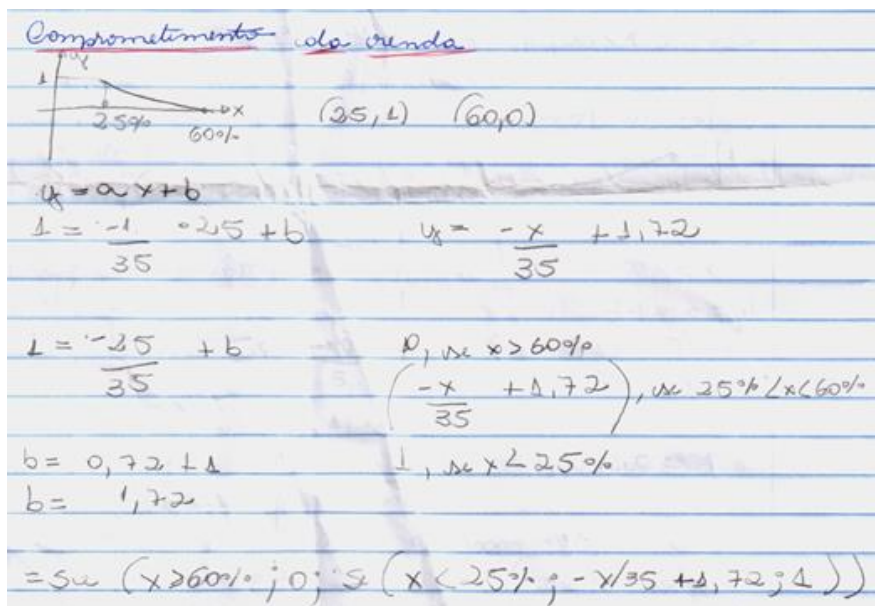 Comprometimento da renda
y
1
25% 60% x
(25,1) (60,0)
y = ax+b
1 = -1/35 · 25 + b
y = -x/35 + 1,72
1 = -25/35 + b
0, se x > 60%
(-x/35 + 1,72), se 25% < x < 60%
b = 0,72 + 1
1, se x < 25%
b = 1,72
= se (x>60% ; 0; se (x < 25% ; -x/35 + 1,72 ; 1))